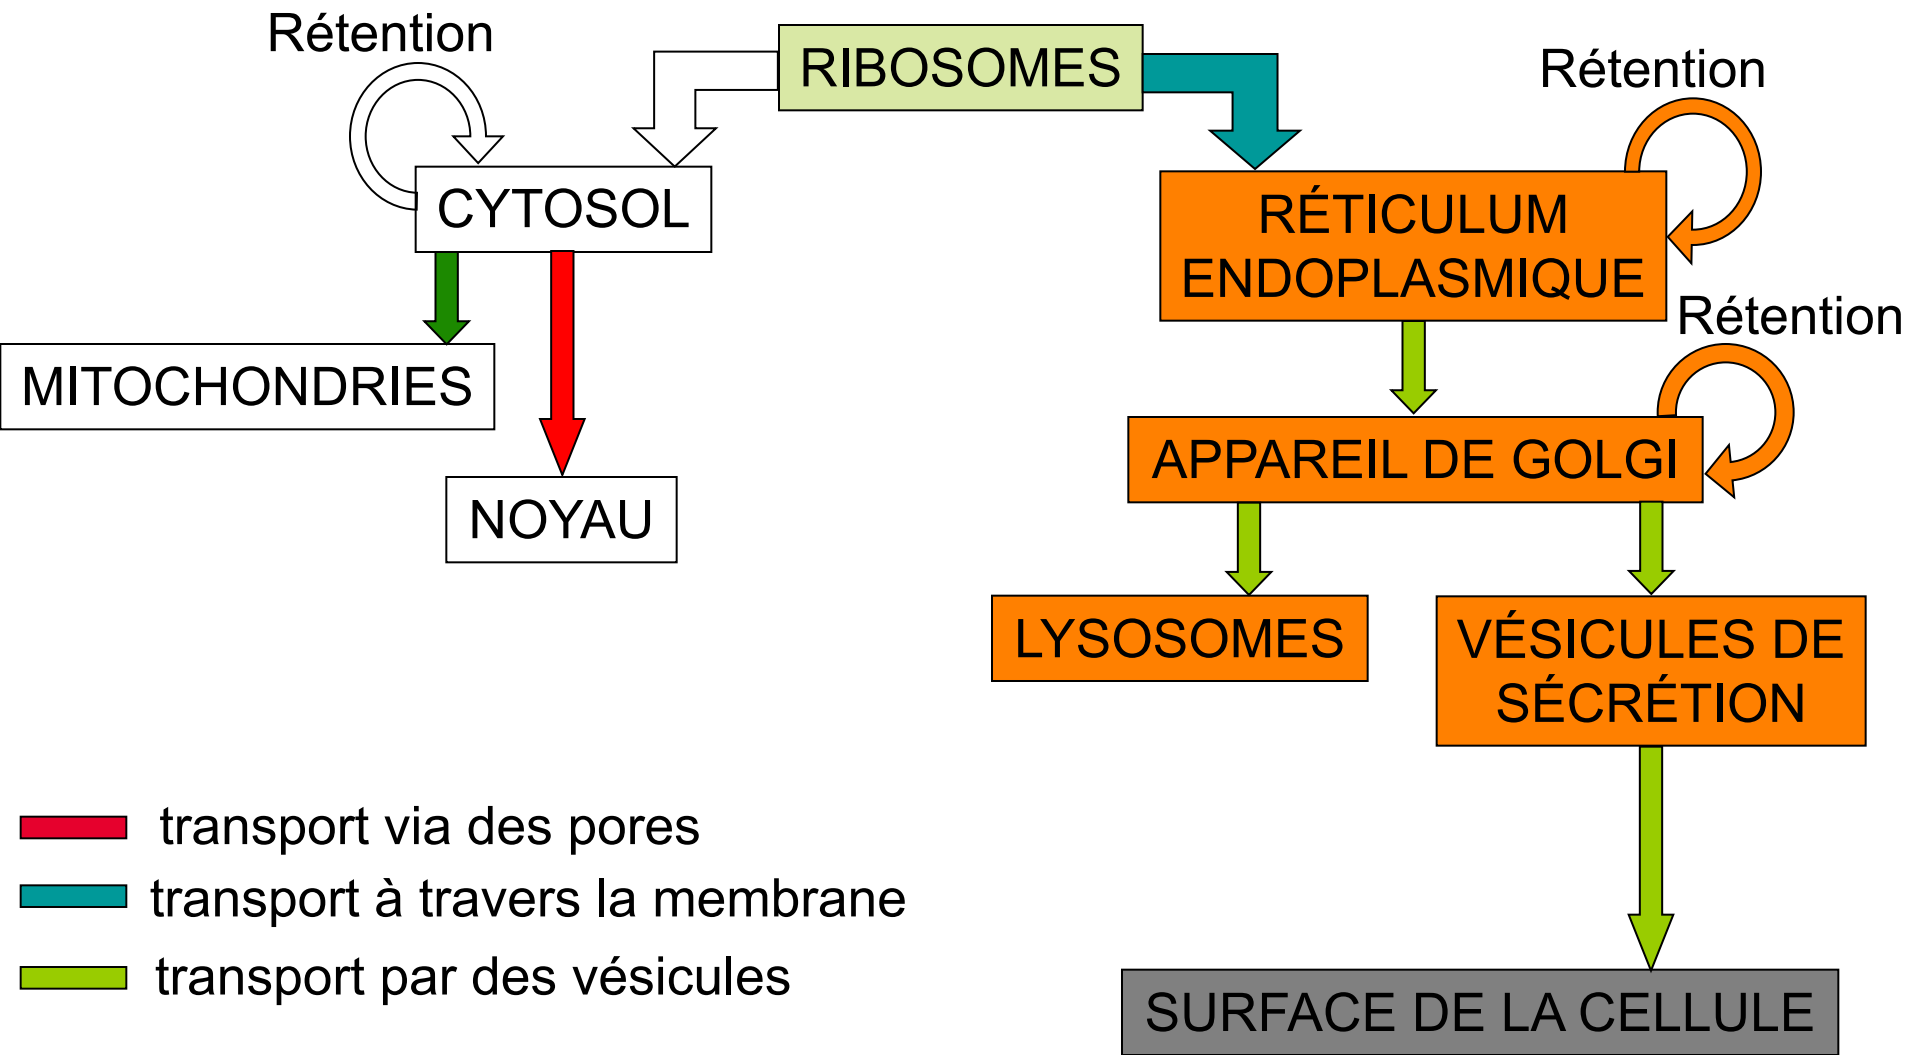 Rétention
RIBOSOMES
Rétention
CYTOSOL
RÉTICULUM
ENDOPLASMIQUE
Rétention
MITOCHONDRIES
APPAREIL DE GOLGI
NOYAU
LYSOSOMES
VÉSICULES DE
SÉCRÉTION
transport via des pores
transport à travers la membrane
transport par des vésicules
SURFACE DE LA CELLULE